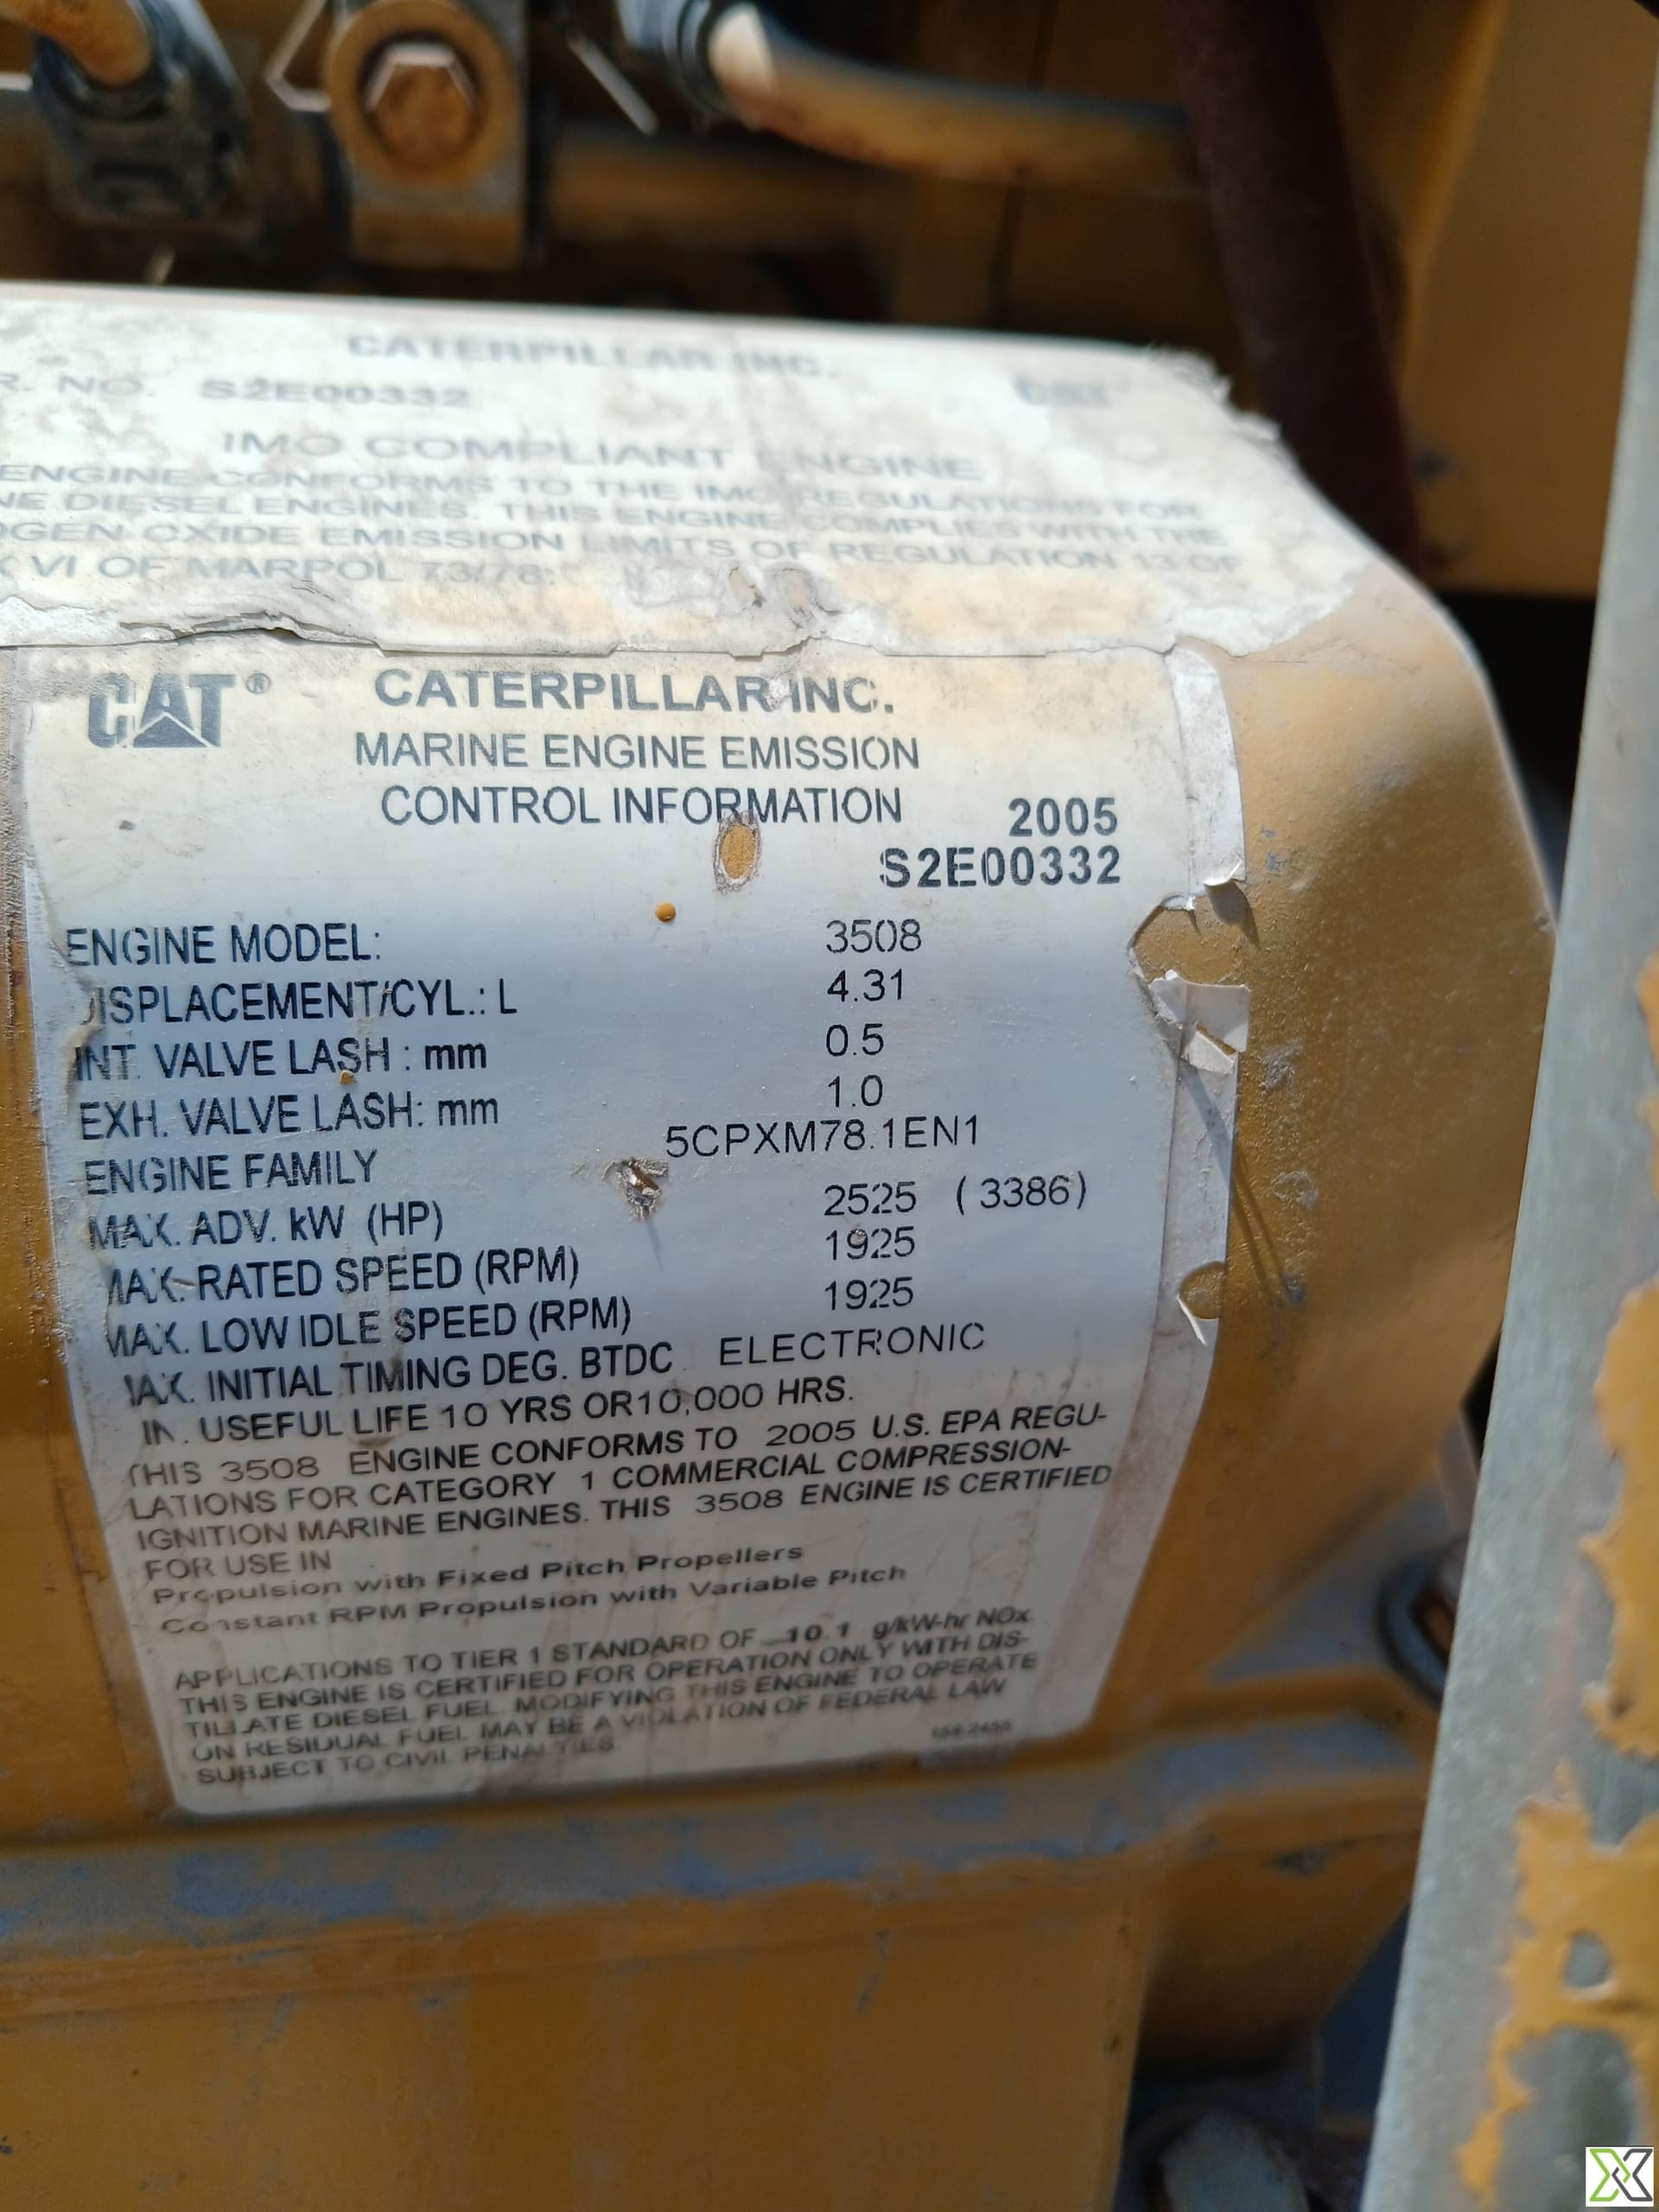 CATERPILLAR INC.
R. NO. S2E00332
CAT
IMO COMPLIANT ENGINE
ENGINE CONFORMS TO THE IMO REGULATIONS FOR
NE DIESEL ENGINES. THIS ENGINE COMPLIES WITH THE
OGEN OXIDE EMISSION LIMITS OF REGULATION 13 OF
X VI OF MARPOL 73/78.
CAT® CATERPILLAR INC.
MARINE ENGINE EMISSION
CONTROL INFORMATION 2005
S2E00332
ENGINE MODEL: 3508
DISPLACEMENT/CYL.: L 4.31
INT. VALVE LASH : mm 0.5
EXH. VALVE LASH: mm 1.0
ENGINE FAMILY 5CPXM78.1EN1
MAX. ADV. kW (HP) 2525 ( 3386)
MAX. RATED SPEED (RPM) 1925
MAX. LOW IDLE SPEED (RPM) 1925
MAX. INITIAL TIMING DEG. BTDC ELECTRONIC
IN. USEFUL LIFE 10 YRS OR10,000 HRS.
THIS 3508 ENGINE CONFORMS TO 2005 U.S. EPA REGU-
LATIONS FOR CATEGORY 1 COMMERCIAL COMPRESSION-
IGNITION MARINE ENGINES. THIS 3508 ENGINE IS CERTIFIED
FOR USE IN
Propulsion with Fixed Pitch Propellers
Constant RPM Propulsion with Variable Pitch
APPLICATIONS TO TIER 1 STANDARD OF 10.1 g/kW-hr NOx.
THIS ENGINE IS CERTIFIED FOR OPERATION ONLY WITH DIS-
TILLATE DIESEL FUEL. MODIFYING THIS ENGINE TO OPERATE
ON RESIDUAL FUEL MAY BE A VIOLATION OF FEDERAL LAW
SUBJECT TO CIVIL PENALTIES.